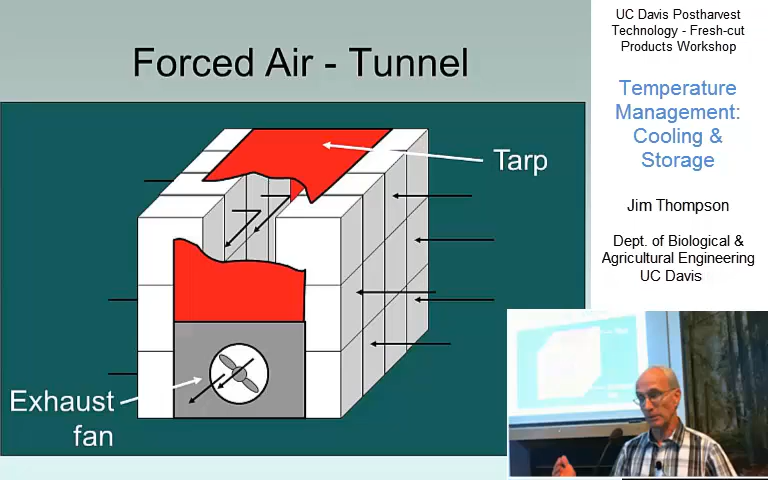 Forced Air - Tunnel
Tarp
Exhaust
fan
UC Davis Postharvest
Technology - Fresh-cut
Products Workshop
Temperature
Management:
Cooling &
Storage
Jim Thompson
Dept. of Biological &
Agricultural Engineering
UC Davis